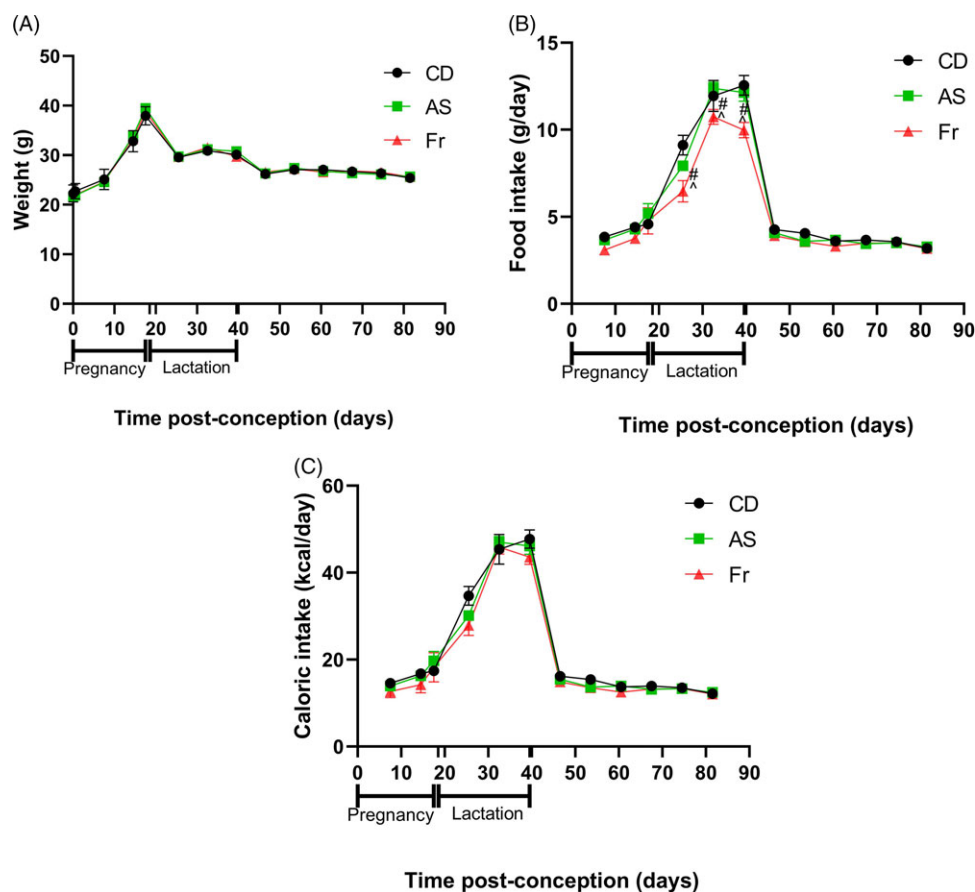 (A)
50
40
30
20
10
0
Weight (g)
CD
AS
Fr
0 10 20 30 40 50 60 70 80 90
Pregnancy Lactation
Time post-conception (days)
(B)
15
10
5
0
Food intake (g/day)
CD
AS
Fr
#
^
#
^
#
^
0 10 20 30 40 50 60 70 80 90
Pregnancy Lactation
Time post-conception (days)
(C)
60
40
20
0
Caloric intake (kcal/day)
CD
AS
Fr
0 10 20 30 40 50 60 70 80 90
Pregnancy Lactation
Time post-conception (days)